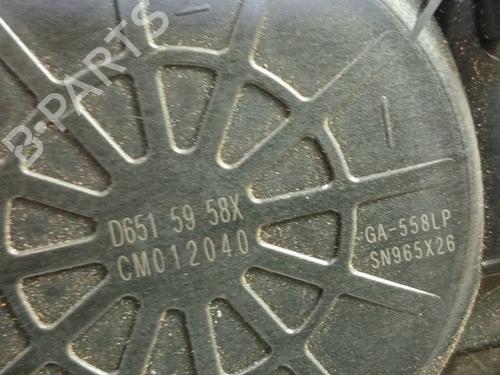 B-PARTS
D651 59 58X
CM012040
GA-558LP
SN965X26